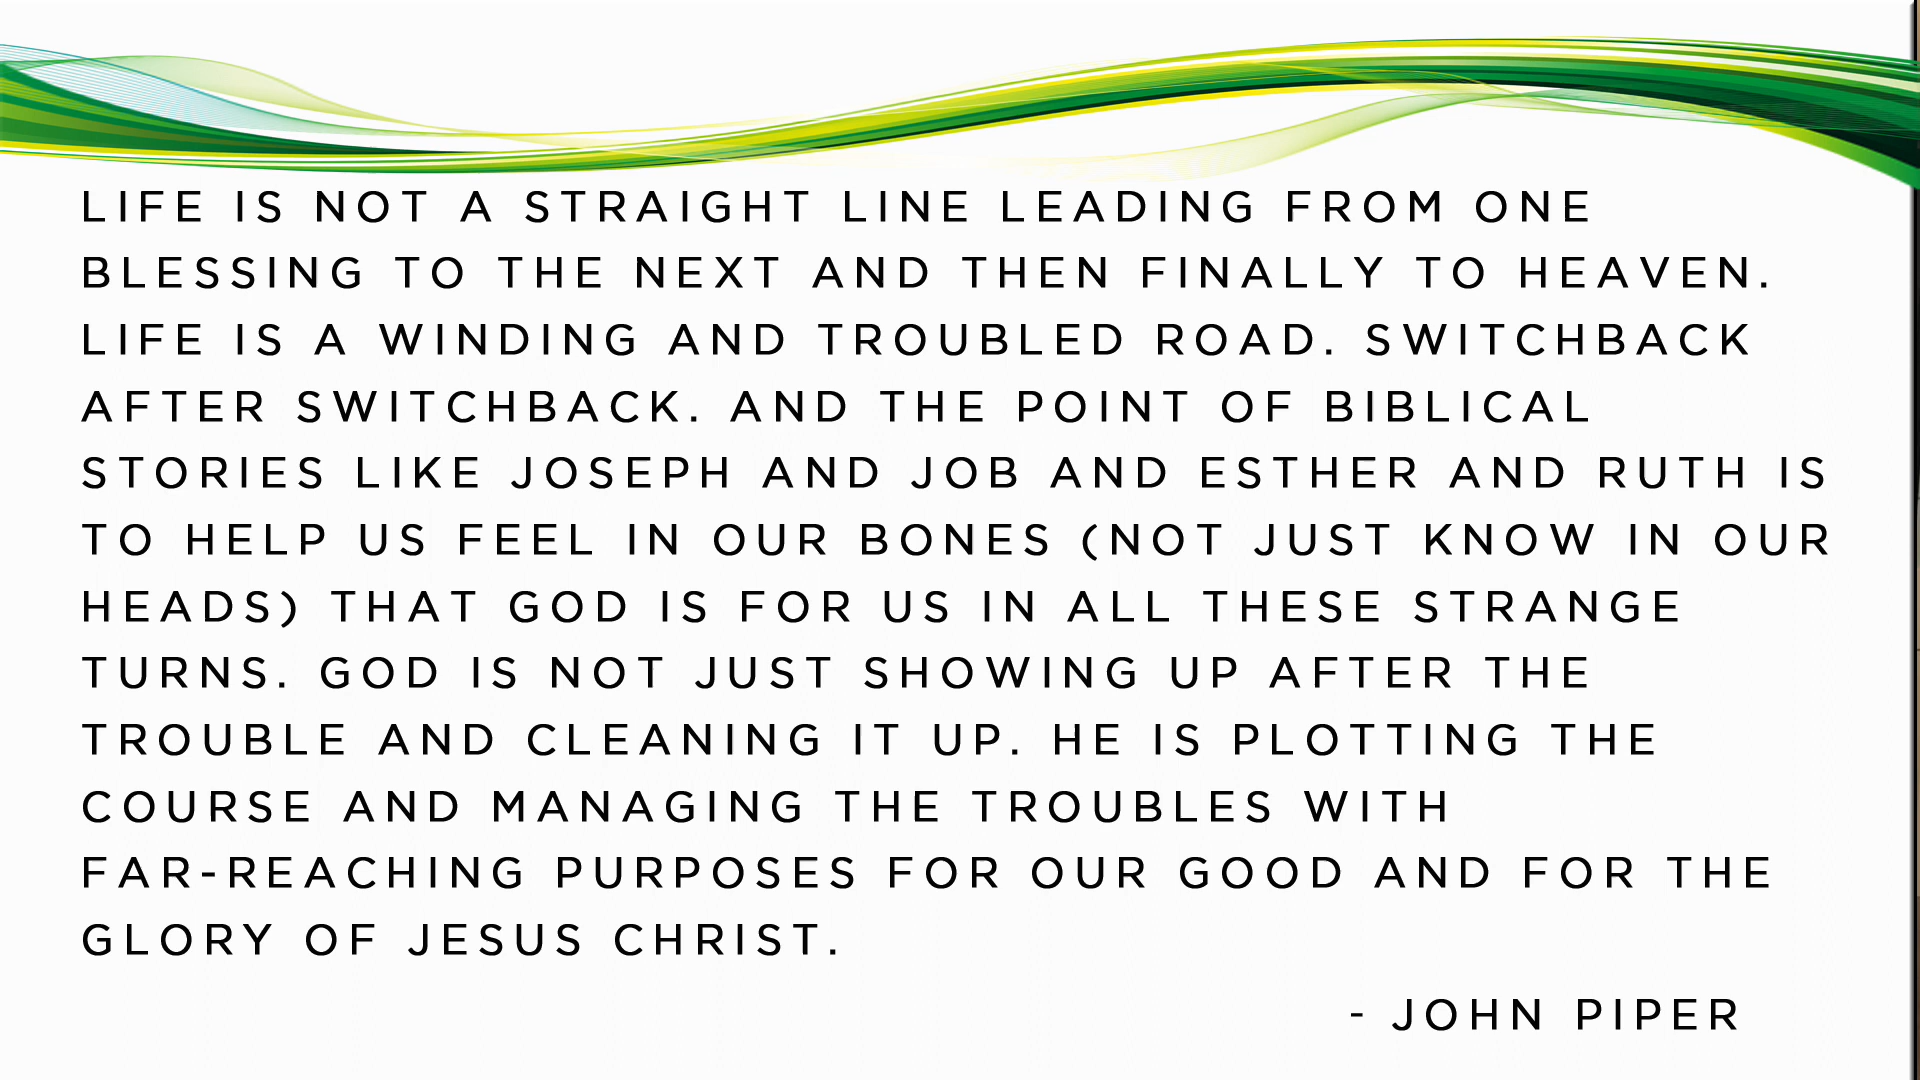 LIFE IS NOT A STRAIGHT LINE LEADING FROM ONE
BLESSING TO THE NEXT AND THEN FINALLY TO HEAVEN.
LIFE IS A WINDING AND TROUBLED ROAD. SWITCHBACK
AFTER SWITCHBACK. AND THE POINT OF BIBLICAL
STORIES LIKE JOSEPH AND JOB AND ESTHER AND RUTH IS
TO HELP US FEEL IN OUR BONES (NOT JUST KNOW IN OUR
HEADS) THAT GOD IS FOR US IN ALL THESE STRANGE
TURNS. GOD IS NOT JUST SHOWING UP AFTER THE
TROUBLE AND CLEANING IT UP. HE IS PLOTTING THE
COURSE AND MANAGING THE TROUBLES WITH
FAR-REACHING PURPOSES FOR OUR GOOD AND FOR THE
GLORY OF JESUS CHRIST.
- JOHN PIPER